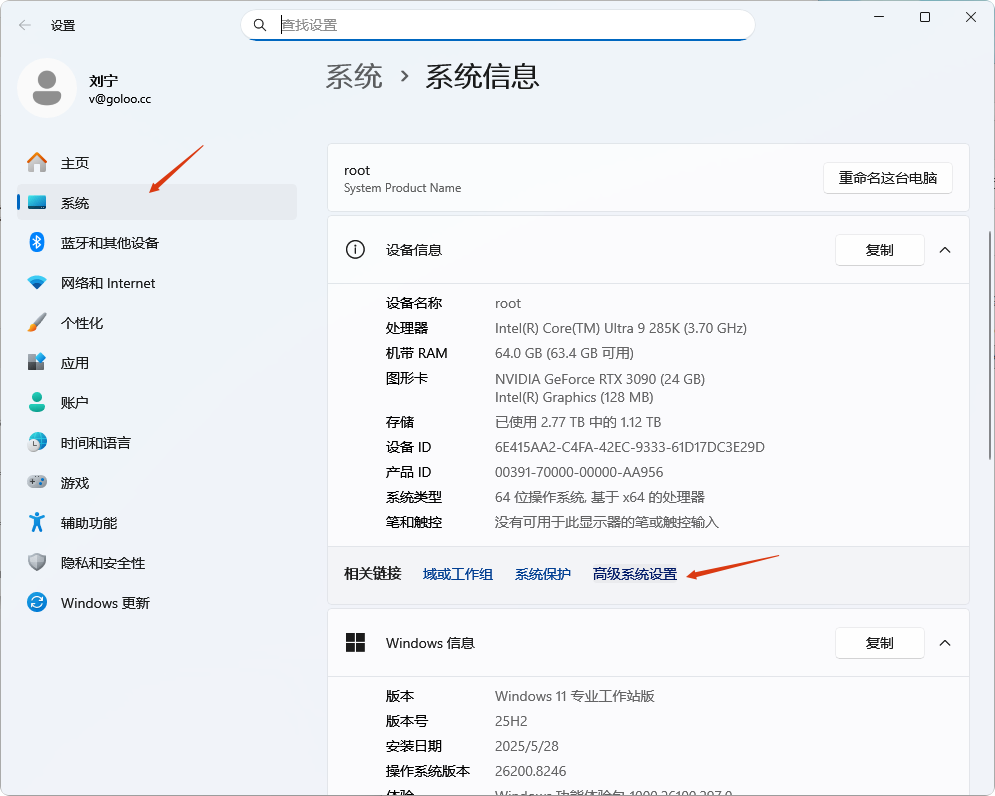 设置
查找设置
刘宁
v@goloo.cc
主页
系统
蓝牙和其他设备
网络和 Internet
个性化
应用
账户
时间和语言
游戏
辅助功能
隐私和安全性
Windows 更新
系统 › 系统信息
root
System Product Name
重命名这台电脑
设备信息
复制
设备名称 root
处理器 Intel(R) Core(TM) Ultra 9 285K (3.70 GHz)
机带 RAM 64.0 GB (63.4 GB 可用)
图形卡 NVIDIA GeForce RTX 3090 (24 GB)
Intel(R) Graphics (128 MB)
存储 已使用 2.77 TB 中的 1.12 TB
设备 ID 6E415AA2-C4FA-42EC-9333-61D17DC3E29D
产品 ID 00391-70000-00000-AA956
系统类型 64 位操作系统, 基于 x64 的处理器
笔和触控 没有可用于此显示器的笔或触控输入
相关链接 域或工作组 系统保护 高级系统设置
Windows 信息
复制
版本 Windows 11 专业工作站版
版本号 25H2
安装日期 2025/5/28
操作系统版本 26200.8246
体验 Windows 功能体验包 1000.26100.297.0